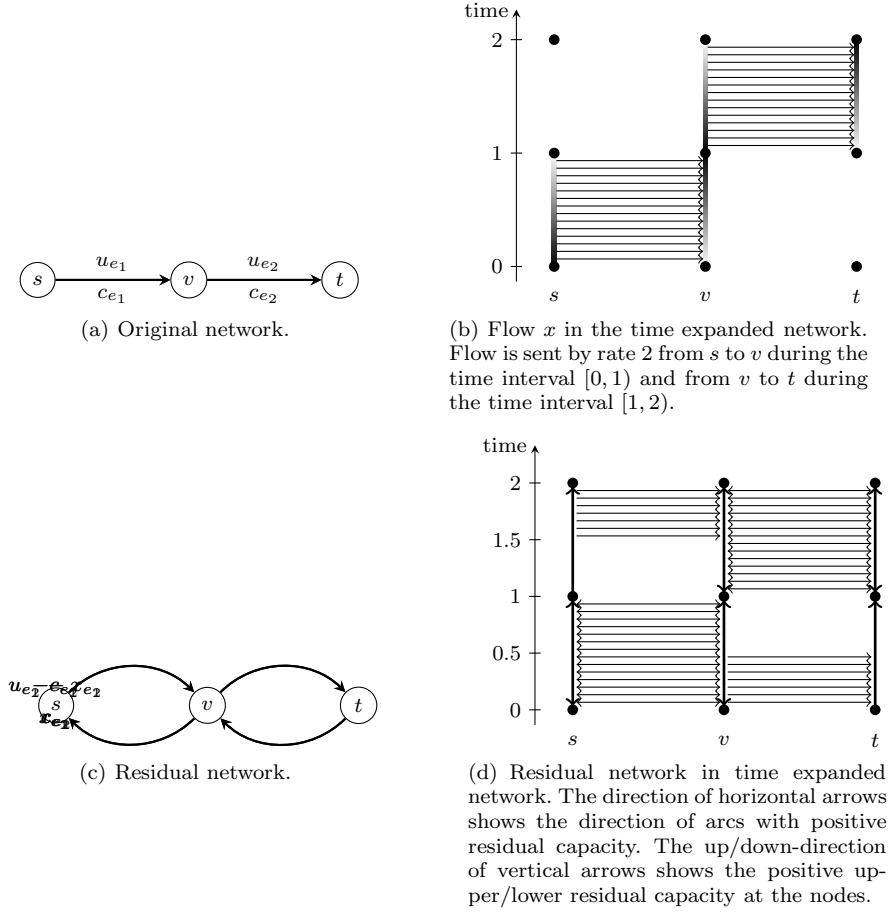 time
2
1
0
s
v
t
u_{e_1}
c_{e_1}
u_{e_2}
c_{e_2}
s
v
t
(a) Original network.
(b) Flow x in the time expanded network.
Flow is sent by rate 2 from s to v during the
time interval [0, 1) and from v to t during
the time interval [1, 2).
time
2
1.5
1
0.5
0
s
v
t
s
v
t
(c) Residual network.
(d) Residual network in time expanded
network. The direction of horizontal arrows
shows the direction of arcs with positive
residual capacity. The up/down-direction
of vertical arrows shows the positive up-
per/lower residual capacity at the nodes.